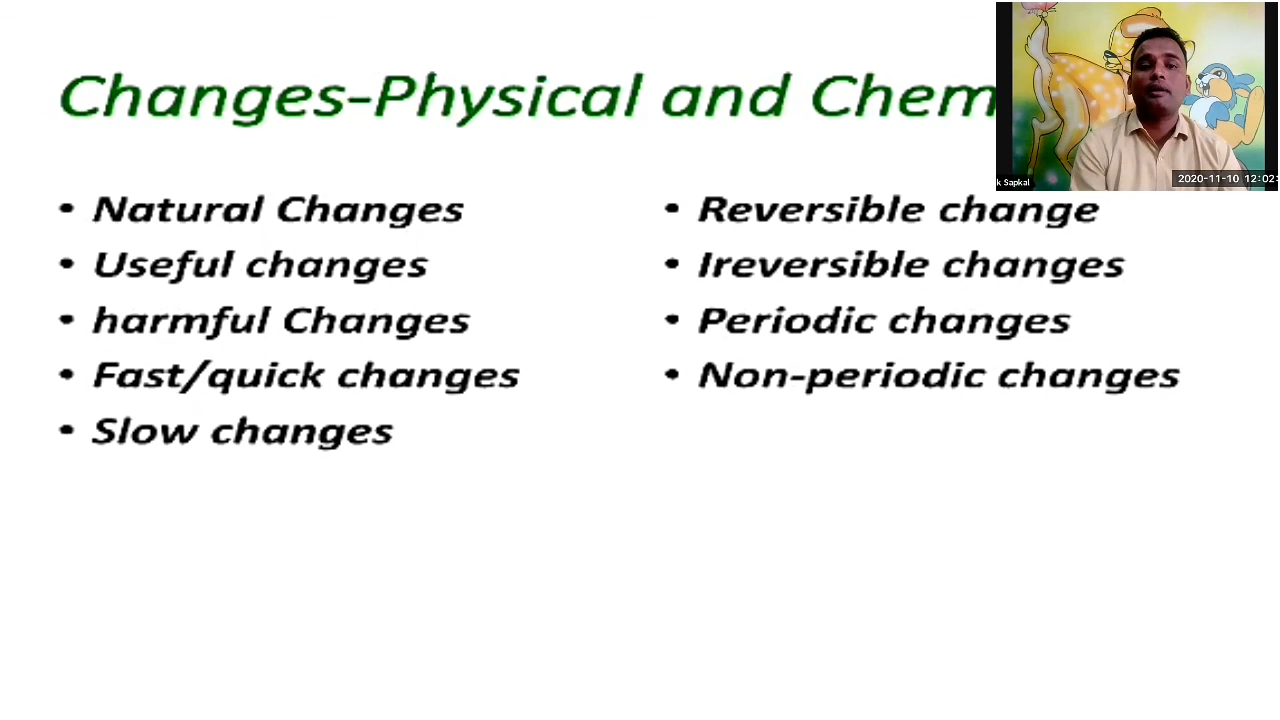 Changes-Physical and Chem
• Natural Changes
• Useful changes
• harmful Changes
• Fast/quick changes
• Slow changes
• Reversible change
• Ireversible changes
• Periodic changes
• Non-periodic changes
k Sapkal
2020-11-10 12:02: